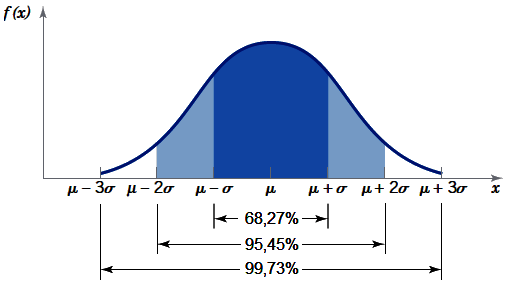 f(x)
μ – 3σ μ – 2σ μ – σ μ μ + σ μ + 2σ μ + 3σ x
68,27%
95,45%
99,73%